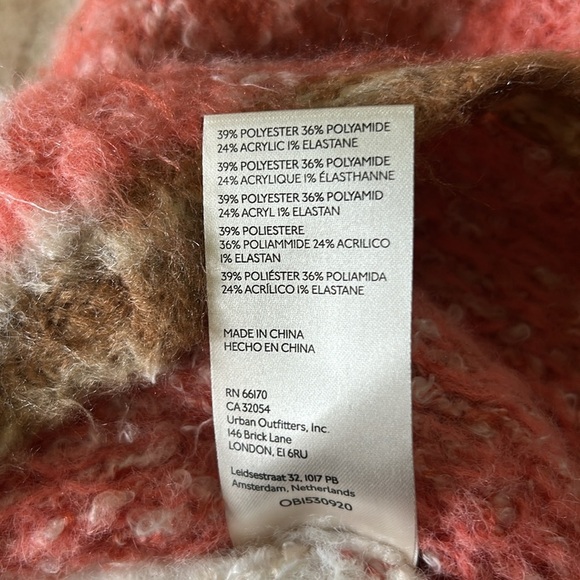 39% POLYESTER 36% POLYAMIDE
24% ACRYLIC 1% ELASTANE
39% POLYESTER 36% POLYAMIDE
24% ACRYLIQUE 1% ÉLASTHANNE
39% POLYESTER 36% POLYAMID
24% ACRYL 1% ELASTAN
39% POLIESTERE
36% POLIAMMIDE 24% ACRILICO
1% ELASTAN
39% POLIÉSTER 36% POLIAMIDA
24% ACRÍLICO 1% ELASTANE
MADE IN CHINA
HECHO EN CHINA
RN 66170
CA 32054
Urban Outfitters, Inc.
146 Brick Lane
LONDON, E1 6RU
Leidsestraat 32, 1017 PB
Amsterdam, Netherlands
OB1530920